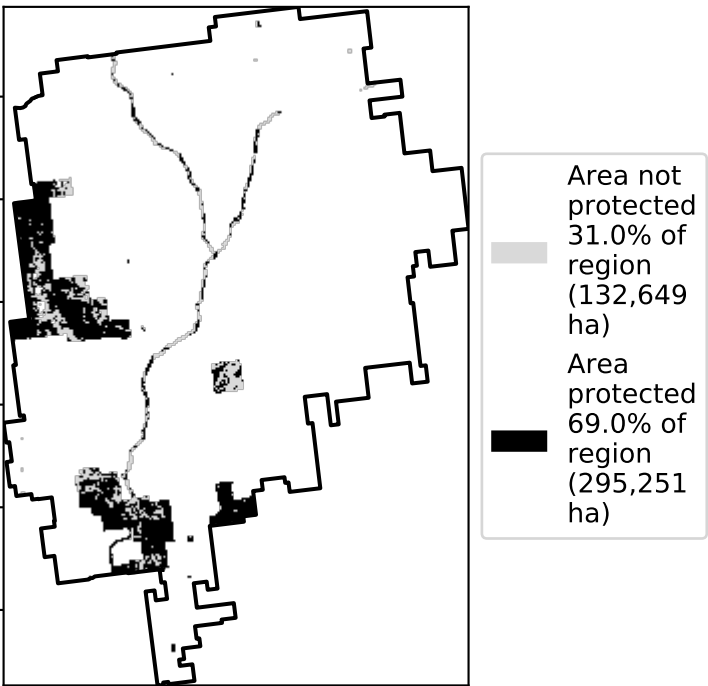 Area not
protected
31.0% of
region
(132,649
ha)
Area
protected
69.0% of
region
(295,251
ha)